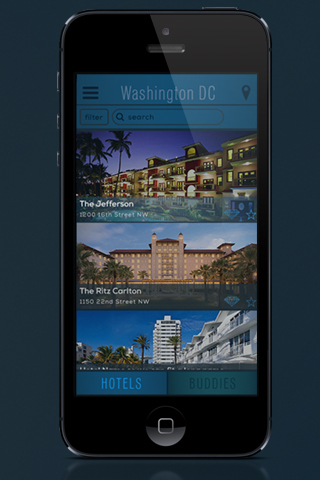 Washington DC
filter
search
The Jefferson
1200 16th Street NW
The Ritz Carlton
1150 22nd Street NW
HOTELS
BUDDIES